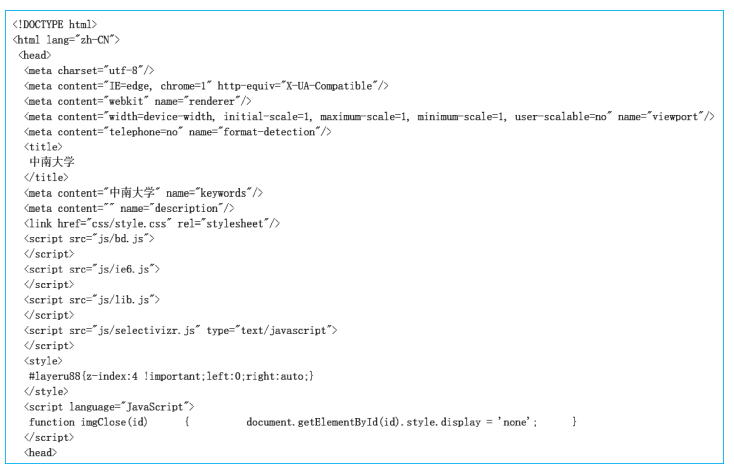 <!DOCTYPE html>
<html lang="zh-CN">
<head>
<meta charset="utf-8"/>
<meta content="IE=edge, chrome=1" http-equiv="X-UA-Compatible"/>
<meta content="webkit" name="renderer"/>
<meta content="width=device-width, initial-scale=1, maximum-scale=1, minimum-scale=1, user-scalable=no" name="viewport"/>
<meta content="telephone=no" name="format-detection"/>
<title>
中南大学
</title>
<meta content="中南大学" name="keywords"/>
<meta content="" name="description"/>
<link href="css/style.css" rel="stylesheet"/>
<script src="js/bd.js">
</script>
<script src="js/ie6.js">
</script>
<script src="js/lib.js">
</script>
<script src="js/selectivizr.js" type="text/javascript">
</script>
<style>
#layeru88{z-index:4 !important;left:0;right:auto;}
</style>
<script language="JavaScript">
function imgClose(id) { document.getElementById(id).style.display = 'none'; }
</script>
<head>